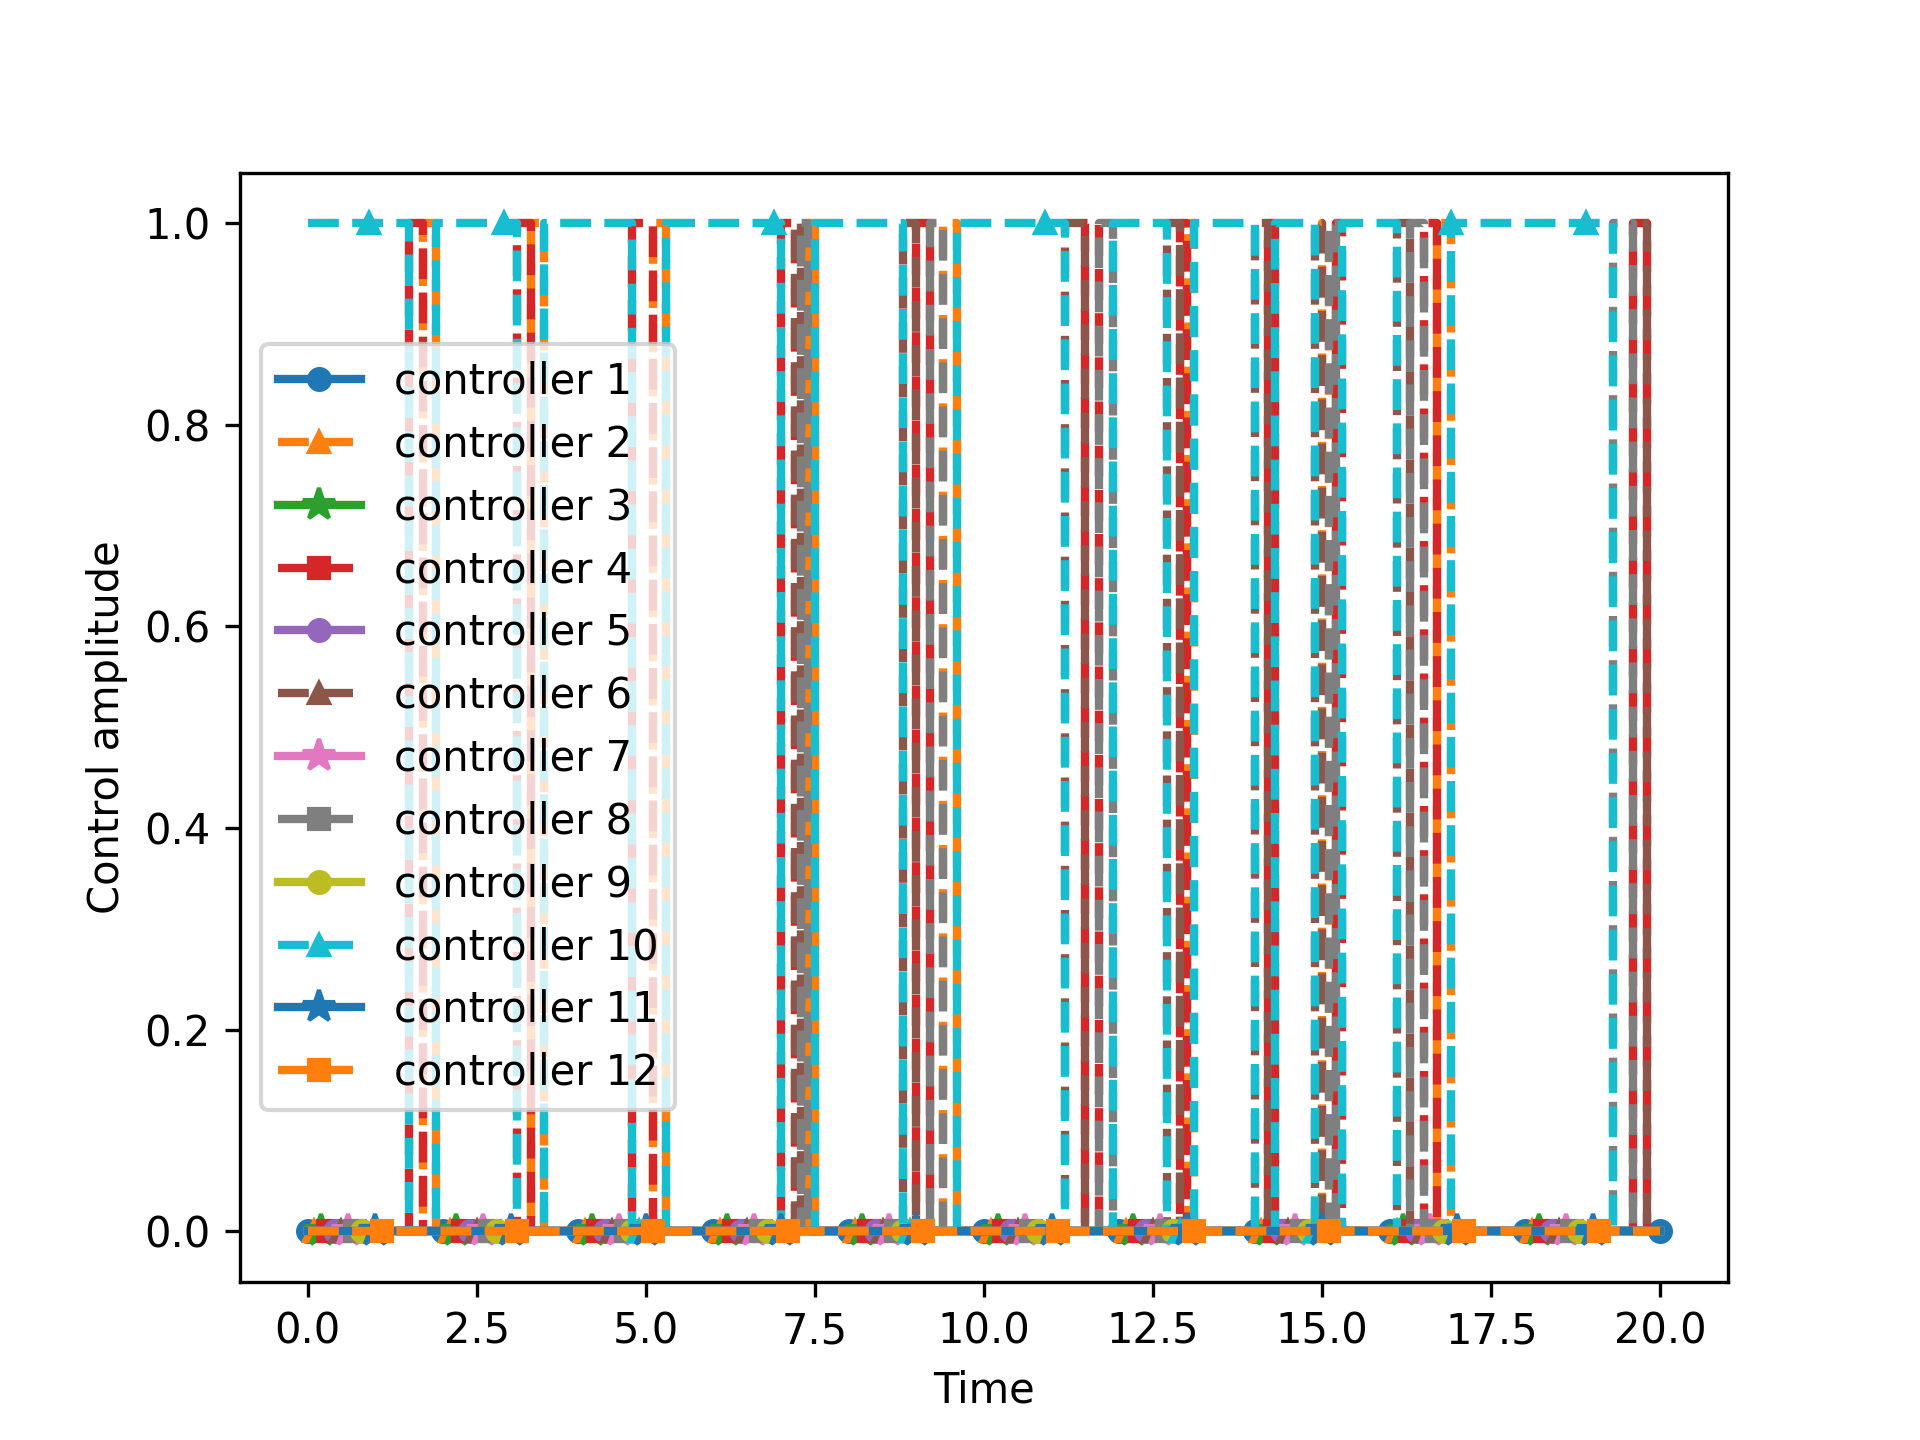 1.0
0.8
0.6
0.4
0.2
0.0
Control amplitude
controller 1
controller 2
controller 3
controller 4
controller 5
controller 6
controller 7
controller 8
controller 9
controller 10
controller 11
controller 12
0.0 2.5 5.0 7.5 10.0 12.5 15.0 17.5 20.0
Time